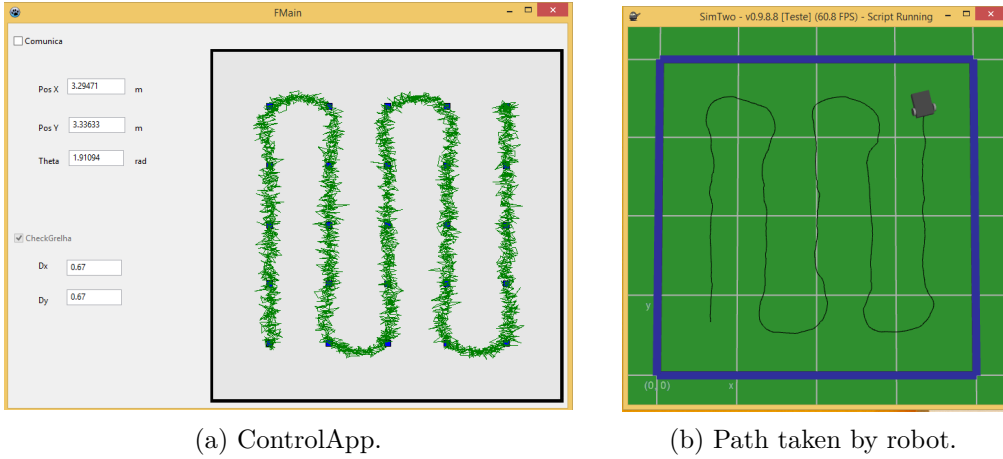 FMain
Comunica
Pos X 3.29471 m
Pos Y 3.33633 m
Theta 1.91094 rad
CheckGrelha
Dx 0.67
Dy 0.67
(a) ControlApp.
SimTwo - v0.9.8.8 [Teste] (60.8 FPS) - Script Running
y
(0, 0) x
(b) Path taken by robot.